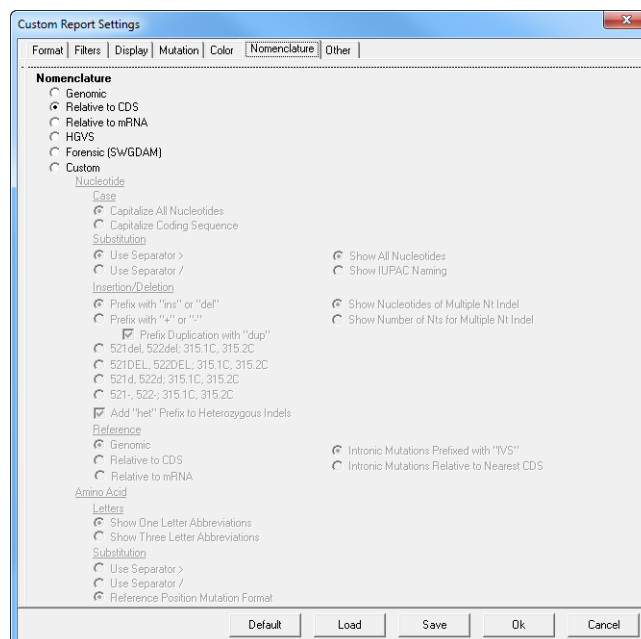 Custom Report Settings
Format Filters Display Mutation Color Nomenclature Other
Nomenclature
Genomic
Relative to CDS
Relative to mRNA
HGVS
Forensic (SWGDAM)
Custom
Nucleotide
Case
Capitalize All Nucleotides
Capitalize Coding Sequence
Substitution
Use Separator > Show All Nucleotides
Use Separator / Show IUPAC Naming
Insertion/Deletion
Prefix with "ins" or "del" Show Nucleotides of Multiple Nt Indel
Prefix with "+" or "-" Show Number of Nts for Multiple Nt Indel
Prefix Duplication with "dup"
521del, 522del; 315.1C, 315.2C
521DEL, 522DEL; 315.1C, 315.2C
521d, 522d; 315.1C, 315.2C
521-, 522-; 315.1C, 315.2C
Add "het" Prefix to Heterozygous Indels
Reference
Genomic Intronic Mutations Prefixed with "IVS"
Relative to CDS Intronic Mutations Relative to Nearest CDS
Relative to mRNA
Amino Acid
Letters
Show One Letter Abbreviations
Show Three Letter Abbreviations
Substitution
Use Separator >
Use Separator /
Reference Position Mutation Format
Default Load Save Ok Cancel